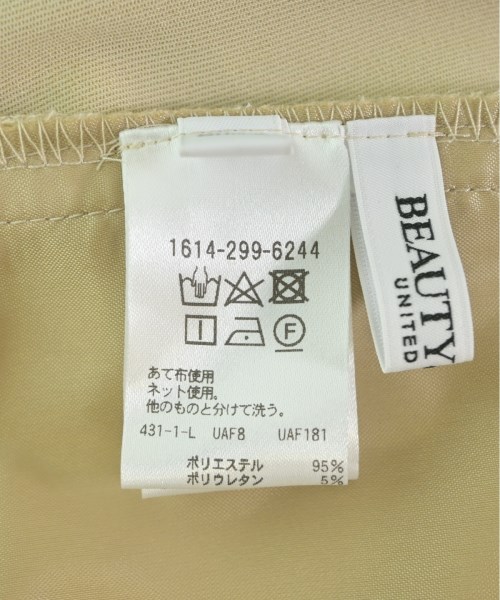 1614-299-6244
F
あて布使用
ネット使用。
他のものと分けて洗う。
431-1-L UAF8 UAF181
ポリエステル 95%
ポリウレタン 5%
BEAUTY
UNITED